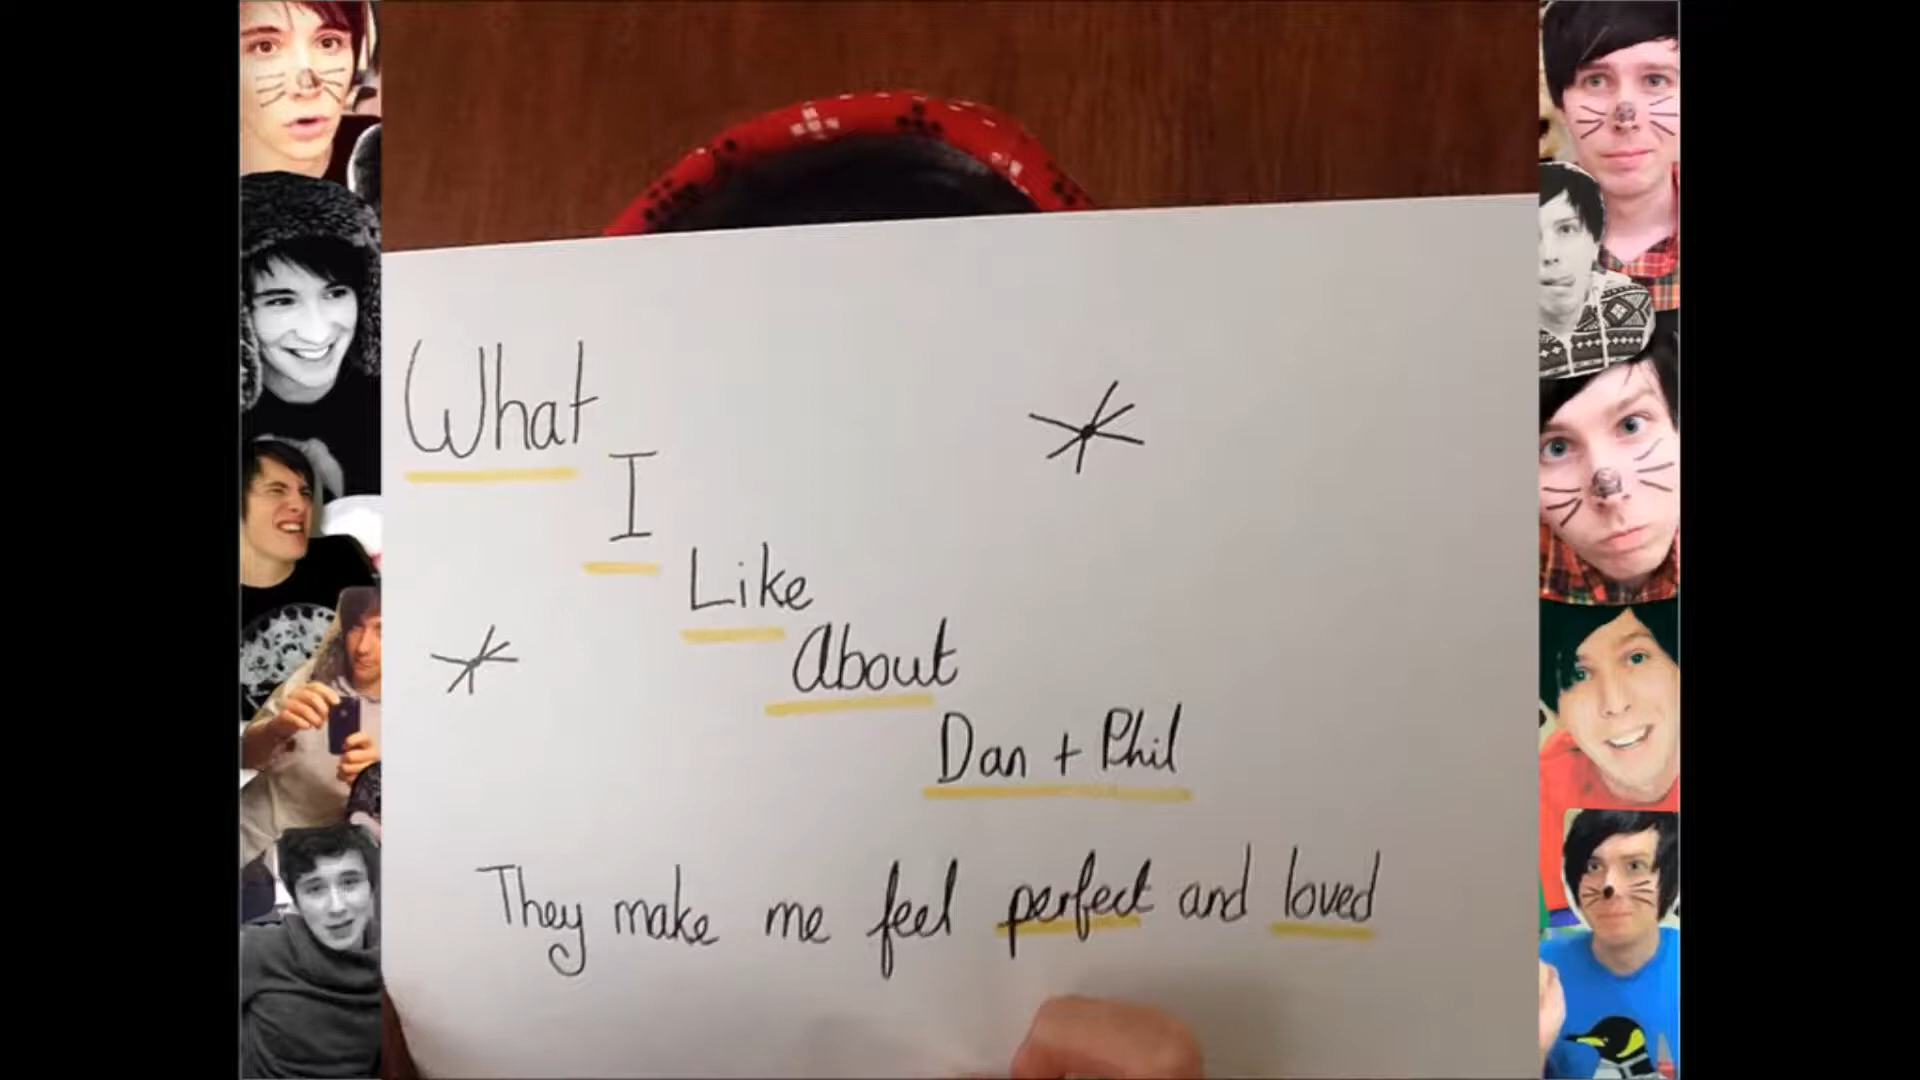 What
I
Like
About
Dan + Phil
They make me feel perfect and loved